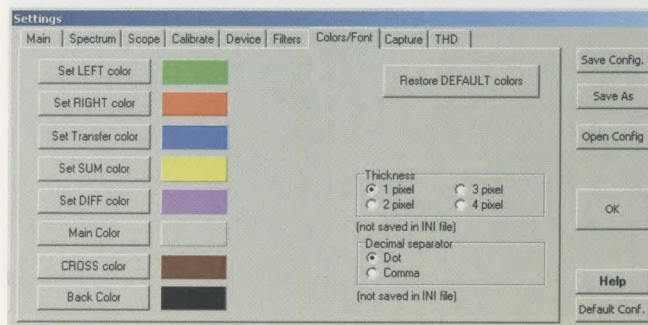 Settings
Main Spectrum Scope Calibrate Device Filters Colors/Font Capture THD
Set LEFT color
Set RIGHT color
Set Transfer color
Set SUM color
Set DIFF color
Main Color
CROSS color
Back Color
Restore DEFAULT colors
Thickness
1 pixel 3 pixel
2 pixel 4 pixel
(not saved in INI file)
Decimal separator
Dot
Comma
(not saved in INI file)
Save Config.
Save As
Open Config
OK
Help
Default Conf.